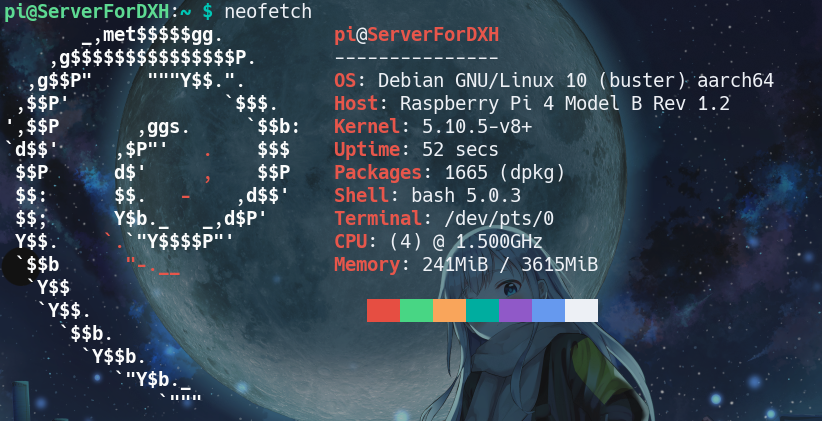 pi@ServerForDXH:~ $ neofetch
       _,met$$$$$gg.          pi@ServerForDXH
    ,g$$$$$$$$$$$$$$$P.       ---------------
  ,g$$P"     """Y$$.".        OS: Debian GNU/Linux 10 (buster) aarch64
 ,$$P'              `$$$.     Host: Raspberry Pi 4 Model B Rev 1.2
',$$P       ,ggs.     `$$b:   Kernel: 5.10.5-v8+
`d$$'     ,$P"'   .    $$$    Uptime: 52 secs
 $$P      d$'     ,    $$P    Packages: 1665 (dpkg)
 $$:      $$.   -    ,d$$'    Shell: bash 5.0.3
 $$;      Y$b._   _,d$P'      Terminal: /dev/pts/0
 Y$$.    `.`"Y$$$$P"'         CPU: (4) @ 1.500GHz
 `$$b      "-.__              Memory: 241MiB / 3615MiB
  `Y$$
   `Y$$.
     `$$b.
       `Y$$b.
          `"Y$b._
              `"""